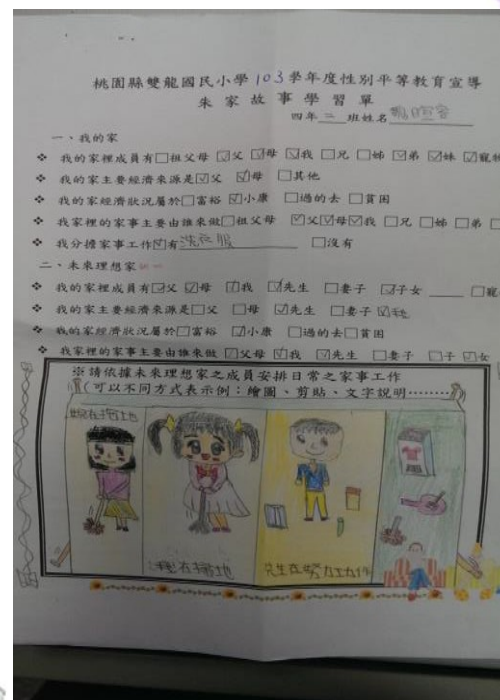 桃園縣雙龍國民小學103學年度性別平等教育宣導
朱家故事學習單
四年二班姓名
一、我的家
❖ 我的家裡成員有□祖父母 ☑父 ☑母 ☑我 □兄 □姊 ☑弟 ☑妹 ☑寵物
❖ 我的家主要經濟來源是☑父 ☑母 □其他
❖ 我的家經濟狀況屬於□富裕 ☑小康 □過的去 □貧困
❖ 我家裡的家事主要由誰來做□祖父母 ☑父☑母☑我 □兄 □姊 □弟 □
❖ 我分擔家事工作☑有洗衣服 □沒有
二、未來理想家
❖ 我的家裡成員有☑父 ☑母 ☑我 ☑先生 □妻子 ☑子女 ____ □寵
❖ 我的家主要經濟來源是□父 □母 ☑先生 □妻子 ☑
❖ 我的家經濟狀況屬於□富裕 ☑小康 □過的去 □貧困
❖ 我家裡的家事主要由誰來做 □父母 ☑我 ☑先生 □妻子 □子 ☑女
※請依據未來理想家之成員安排日常之家事工作
(可以不同方式表示例：繪圖、剪貼、文字說明………
在掃地
先生在努力工作